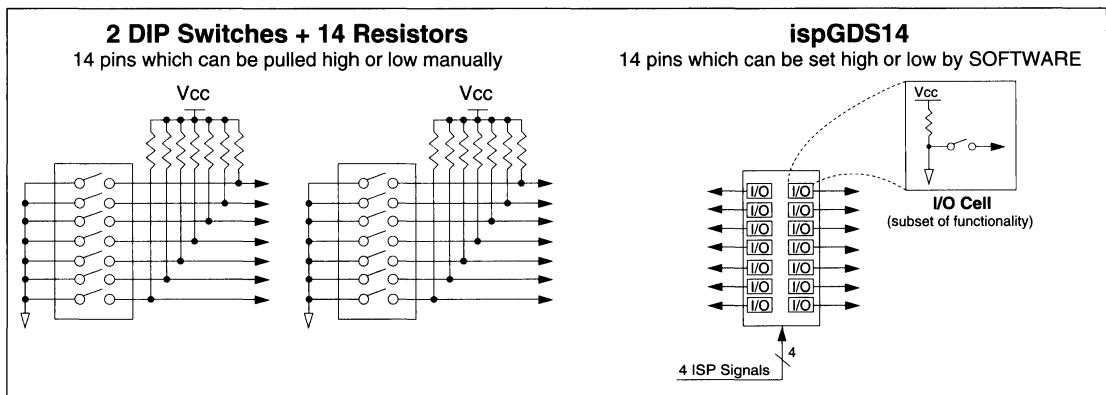 2 DIP Switches + 14 Resistors
14 pins which can be pulled high or low manually
Vcc
Vcc
ispGDS14
14 pins which can be set high or low by SOFTWARE
Vcc
I/O Cell
(subset of functionality)
I/O I/O
I/O I/O
I/O I/O
I/O I/O
I/O I/O
I/O I/O
I/O I/O
4
4 ISP Signals